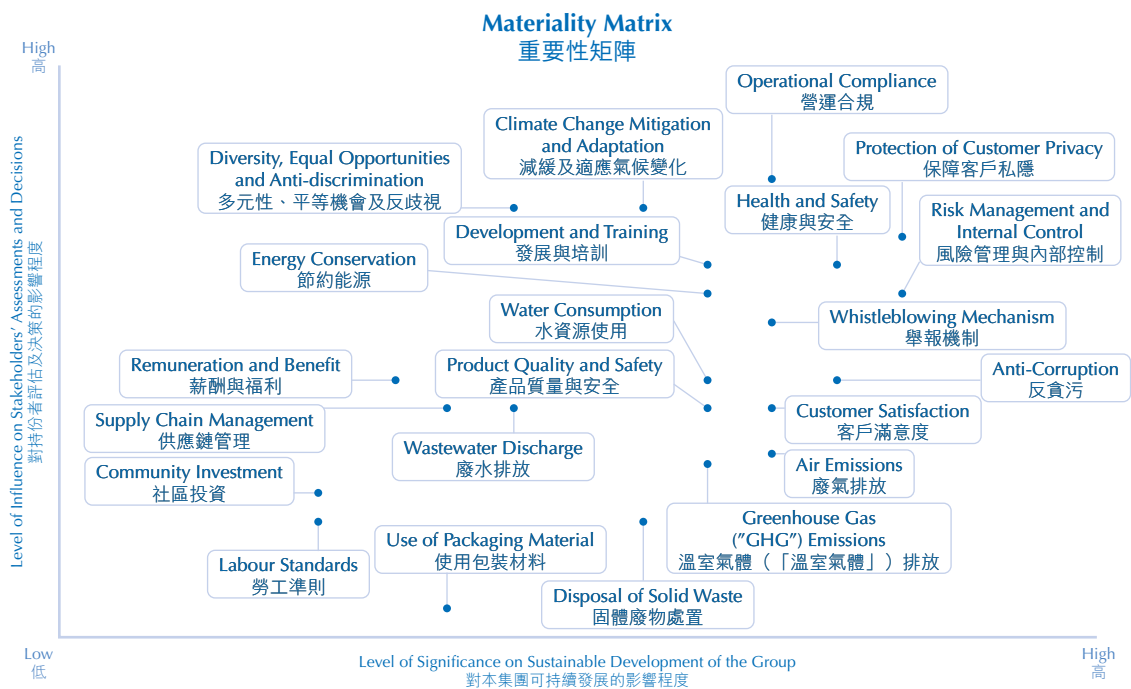 Materiality Matrix
重要性矩陣
High
高
Level of Influence on Stakeholders’ Assessments and Decisions
對持份者評估及決策的影響程度
Operational Compliance
營運合規
Climate Change Mitigation
and Adaptation
減緩及適應氣候變化
Protection of Customer Privacy
保障客戶私隱
Diversity, Equal Opportunities
and Anti-discrimination
多元性、平等機會及反歧視
Health and Safety
健康與安全
Risk Management and
Internal Control
風險管理與內部控制
Development and Training
發展與培訓
Energy Conservation
節約能源
Water Consumption
水資源使用
Whistleblowing Mechanism
舉報機制
Remuneration and Benefit
薪酬與福利
Product Quality and Safety
產品質量與安全
Anti-Corruption
反貪污
Supply Chain Management
供應鏈管理
Customer Satisfaction
客戶滿意度
Wastewater Discharge
廢水排放
Community Investment
社區投資
Air Emissions
廢氣排放
Greenhouse Gas
(”GHG”) Emissions
溫室氣體（「溫室氣體」）排放
Use of Packaging Material
使用包裝材料
Labour Standards
勞工準則
Disposal of Solid Waste
固體廢物處置
Low
低
Level of Significance on Sustainable Development of the Group
對本集團可持續發展的影響程度
High
高